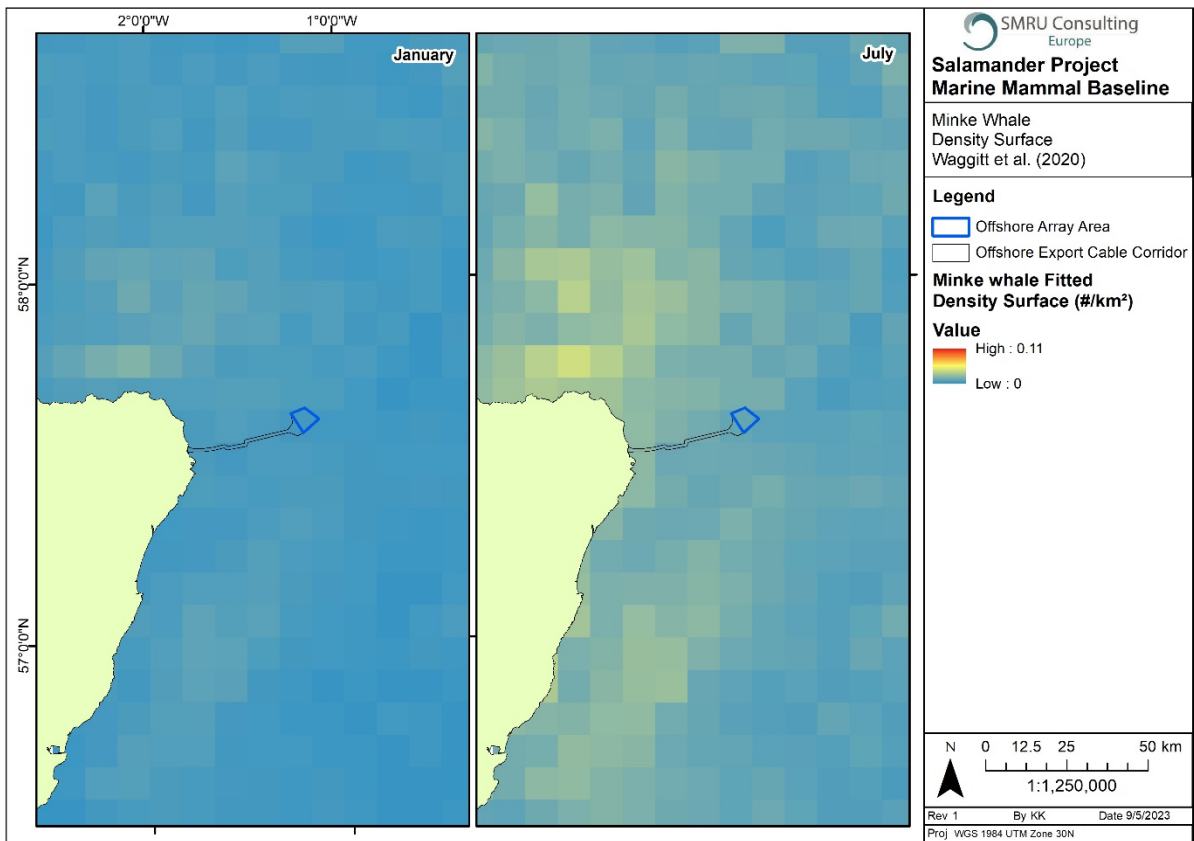 2°0'0"W
1°0'0"W
January
July
58°0'0"N
57°0'0"N
SMRU Consulting
Europe
Salamander Project
Marine Mammal Baseline
Minke Whale
Density Surface
Waggitt et al. (2020)
Legend
Offshore Array Area
Offshore Export Cable Corridor
Minke whale Fitted
Density Surface (#/km²)
Value
High : 0.11
Low : 0
N 0 12.5 25 50 km
1:1,250,000
Rev 1 By KK Date 9/5/2023
Proj WGS 1984 UTM Zone 30N